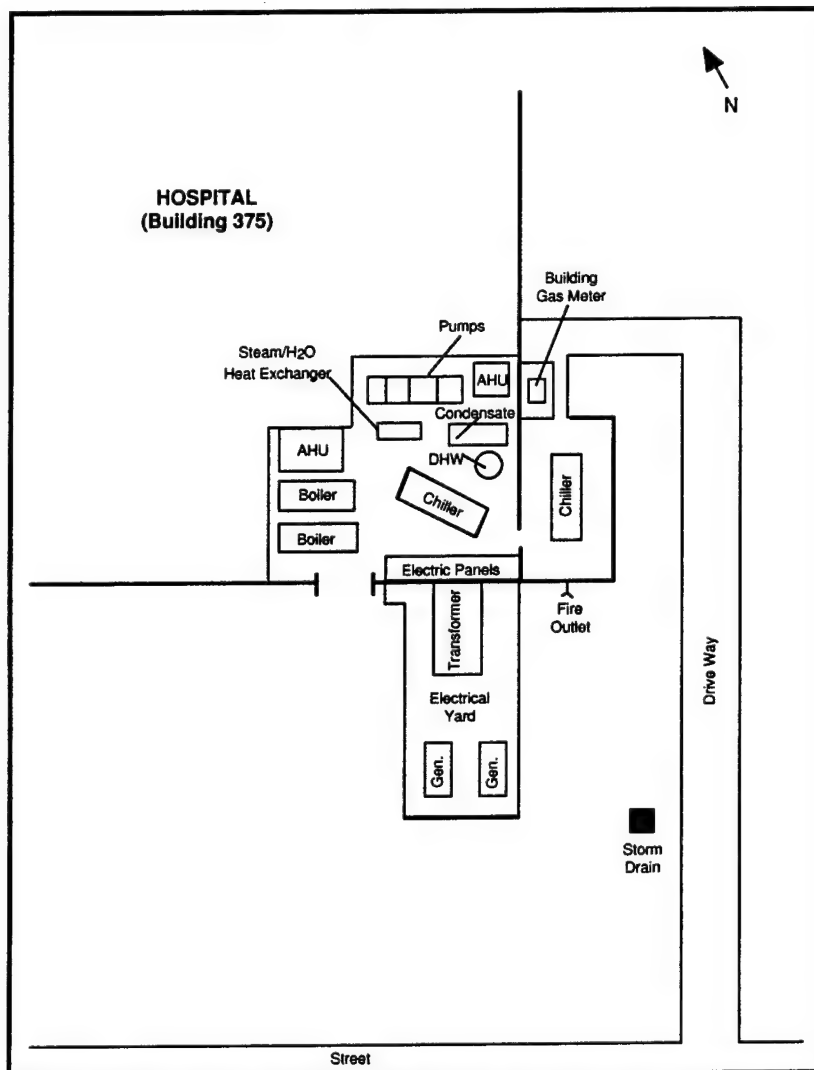 N
HOSPITAL
(Building 375)
Building
Gas Meter
Pumps
Steam/H2O
Heat Exchanger
AHU
Condensate
AHU
DHW
Boiler
Chiller
Chiller
Boiler
Electric Panels
Fire
Outlet
Transformer
Drive Way
Electrical
Yard
Gen.
Gen.
Storm
Drain
Street